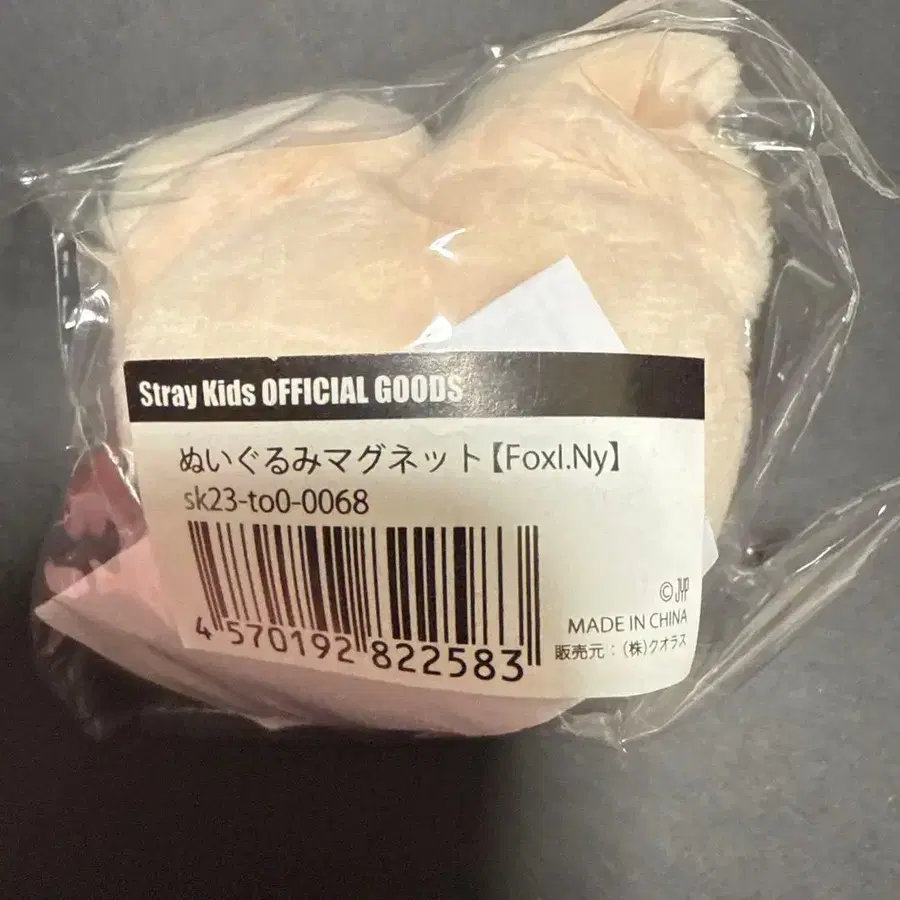 Stray Kids OFFICIAL GOODS
ぬいぐるみマグネット【FoxI.Ny】
sk23-to0-0068
4 570192 822583
© JYP
MADE IN CHINA
販売元：(株)クオラス